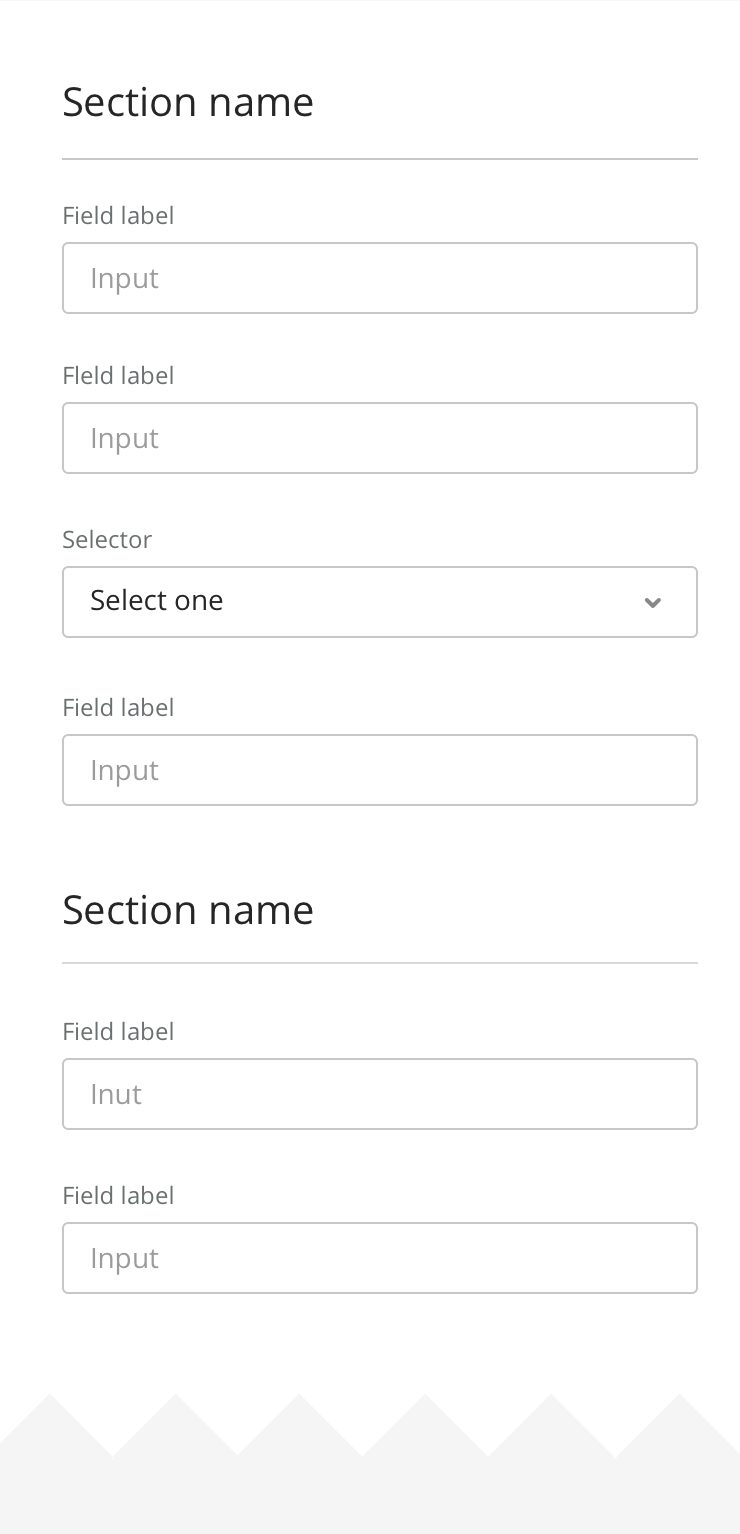 Section name
Field label
Input
Fleld label
Input
Selector
Select one
Field label
Input
Section name
Field label
Inut
Field label
Input